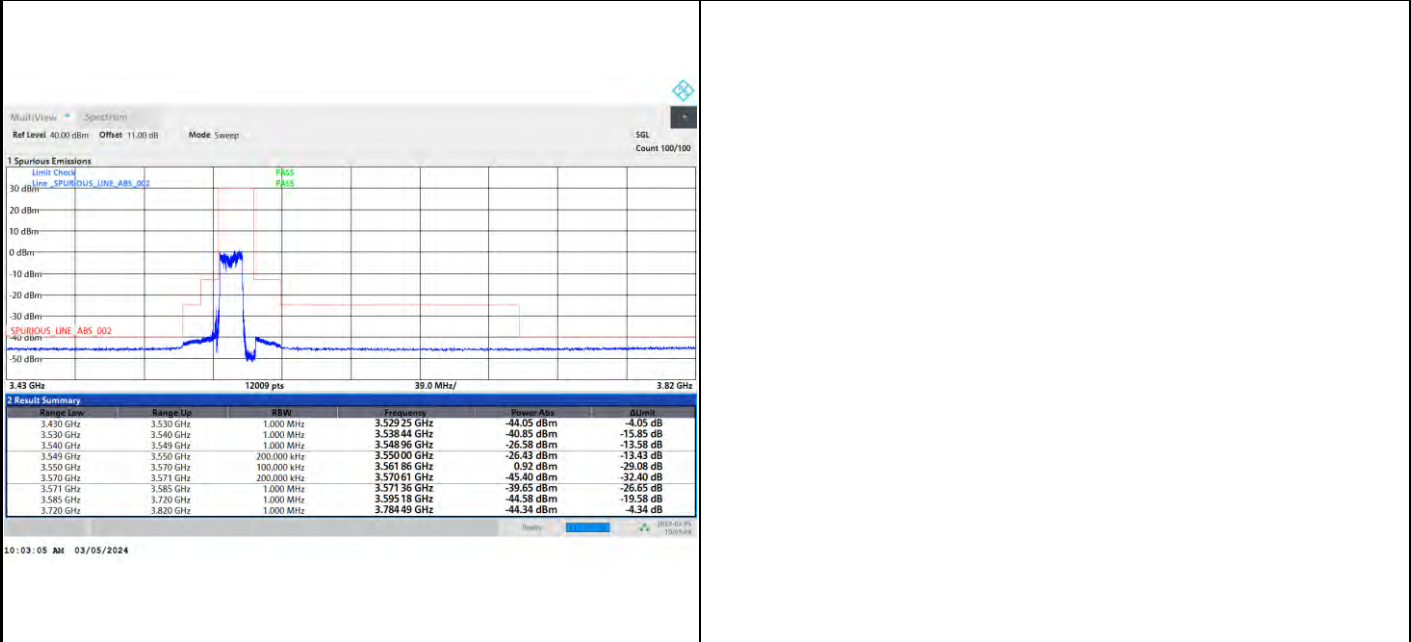 MultiView Spectrum
Ref Level 40.00 dBm Offset 11.00 dB Mode Sweep SGL
Count 100/100
1 Spurious Emissions
Limit Check PASS
Line _SPURIOUS_LINE_ABS_002 PASS
30 dBm
20 dBm
10 dBm
0 dBm
-10 dBm
-20 dBm
-30 dBm
SPURIOUS_LINE_ABS_002
-40 dBm
-50 dBm
3.43 GHz 12009 pts 39.0 MHz/ 3.82 GHz
2 Result Summary
Range Low Range Up RBW Frequency Power Abs ΔLimit
3.430 GHz 3.530 GHz 1.000 MHz 3.529 25 GHz -44.05 dBm -4.05 dB
3.530 GHz 3.540 GHz 1.000 MHz 3.538 44 GHz -40.85 dBm -15.85 dB
3.540 GHz 3.549 GHz 1.000 MHz 3.548 96 GHz -26.58 dBm -13.58 dB
3.549 GHz 3.550 GHz 200.000 kHz 3.550 00 GHz -26.43 dBm -13.43 dB
3.550 GHz 3.570 GHz 100.000 kHz 3.561 86 GHz 0.92 dBm -29.08 dB
3.570 GHz 3.571 GHz 200.000 kHz 3.570 61 GHz -45.40 dBm -32.40 dB
3.571 GHz 3.585 GHz 1.000 MHz 3.571 36 GHz -39.65 dBm -26.65 dB
3.585 GHz 3.720 GHz 1.000 MHz 3.595 18 GHz -44.58 dBm -19.58 dB
3.720 GHz 3.820 GHz 1.000 MHz 3.784 49 GHz -44.34 dBm -4.34 dB
Ready
10:03:05 AM 03/05/2024